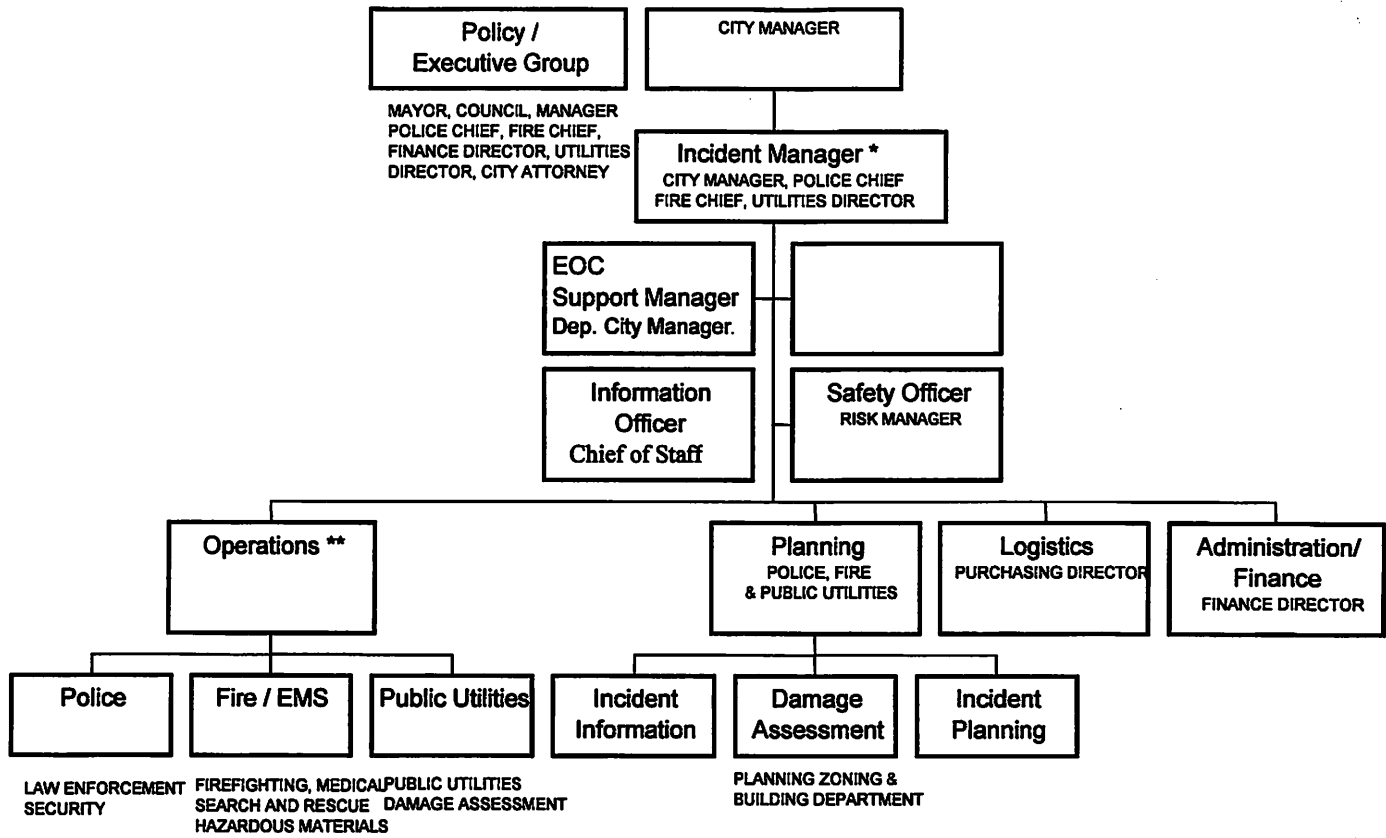 Policy /
Executive Group
MAYOR, COUNCIL, MANAGER
POLICE CHIEF, FIRE CHIEF,
FINANCE DIRECTOR, UTILITIES
DIRECTOR, CITY ATTORNEY
CITY MANAGER
Incident Manager *
CITY MANAGER, POLICE CHIEF
FIRE CHIEF, UTILITIES DIRECTOR
EOC
Support Manager
Dep. City Manager.
Information
Officer
Chief of Staff
Safety Officer
RISK MANAGER
Operations **
Planning
POLICE, FIRE
& PUBLIC UTILITIES
Logistics
PURCHASING DIRECTOR
Administration/
Finance
FINANCE DIRECTOR
Police
LAW ENFORCEMENT
SECURITY
Fire / EMS
FIREFIGHTING, MEDICAL
SEARCH AND RESCUE
HAZARDOUS MATERIALS
Public Utilities
PUBLIC UTILITIES
DAMAGE ASSESSMENT
Incident
Information
Damage
Assessment
PLANNING ZONING &
BUILDING DEPARTMENT
Incident
Planning